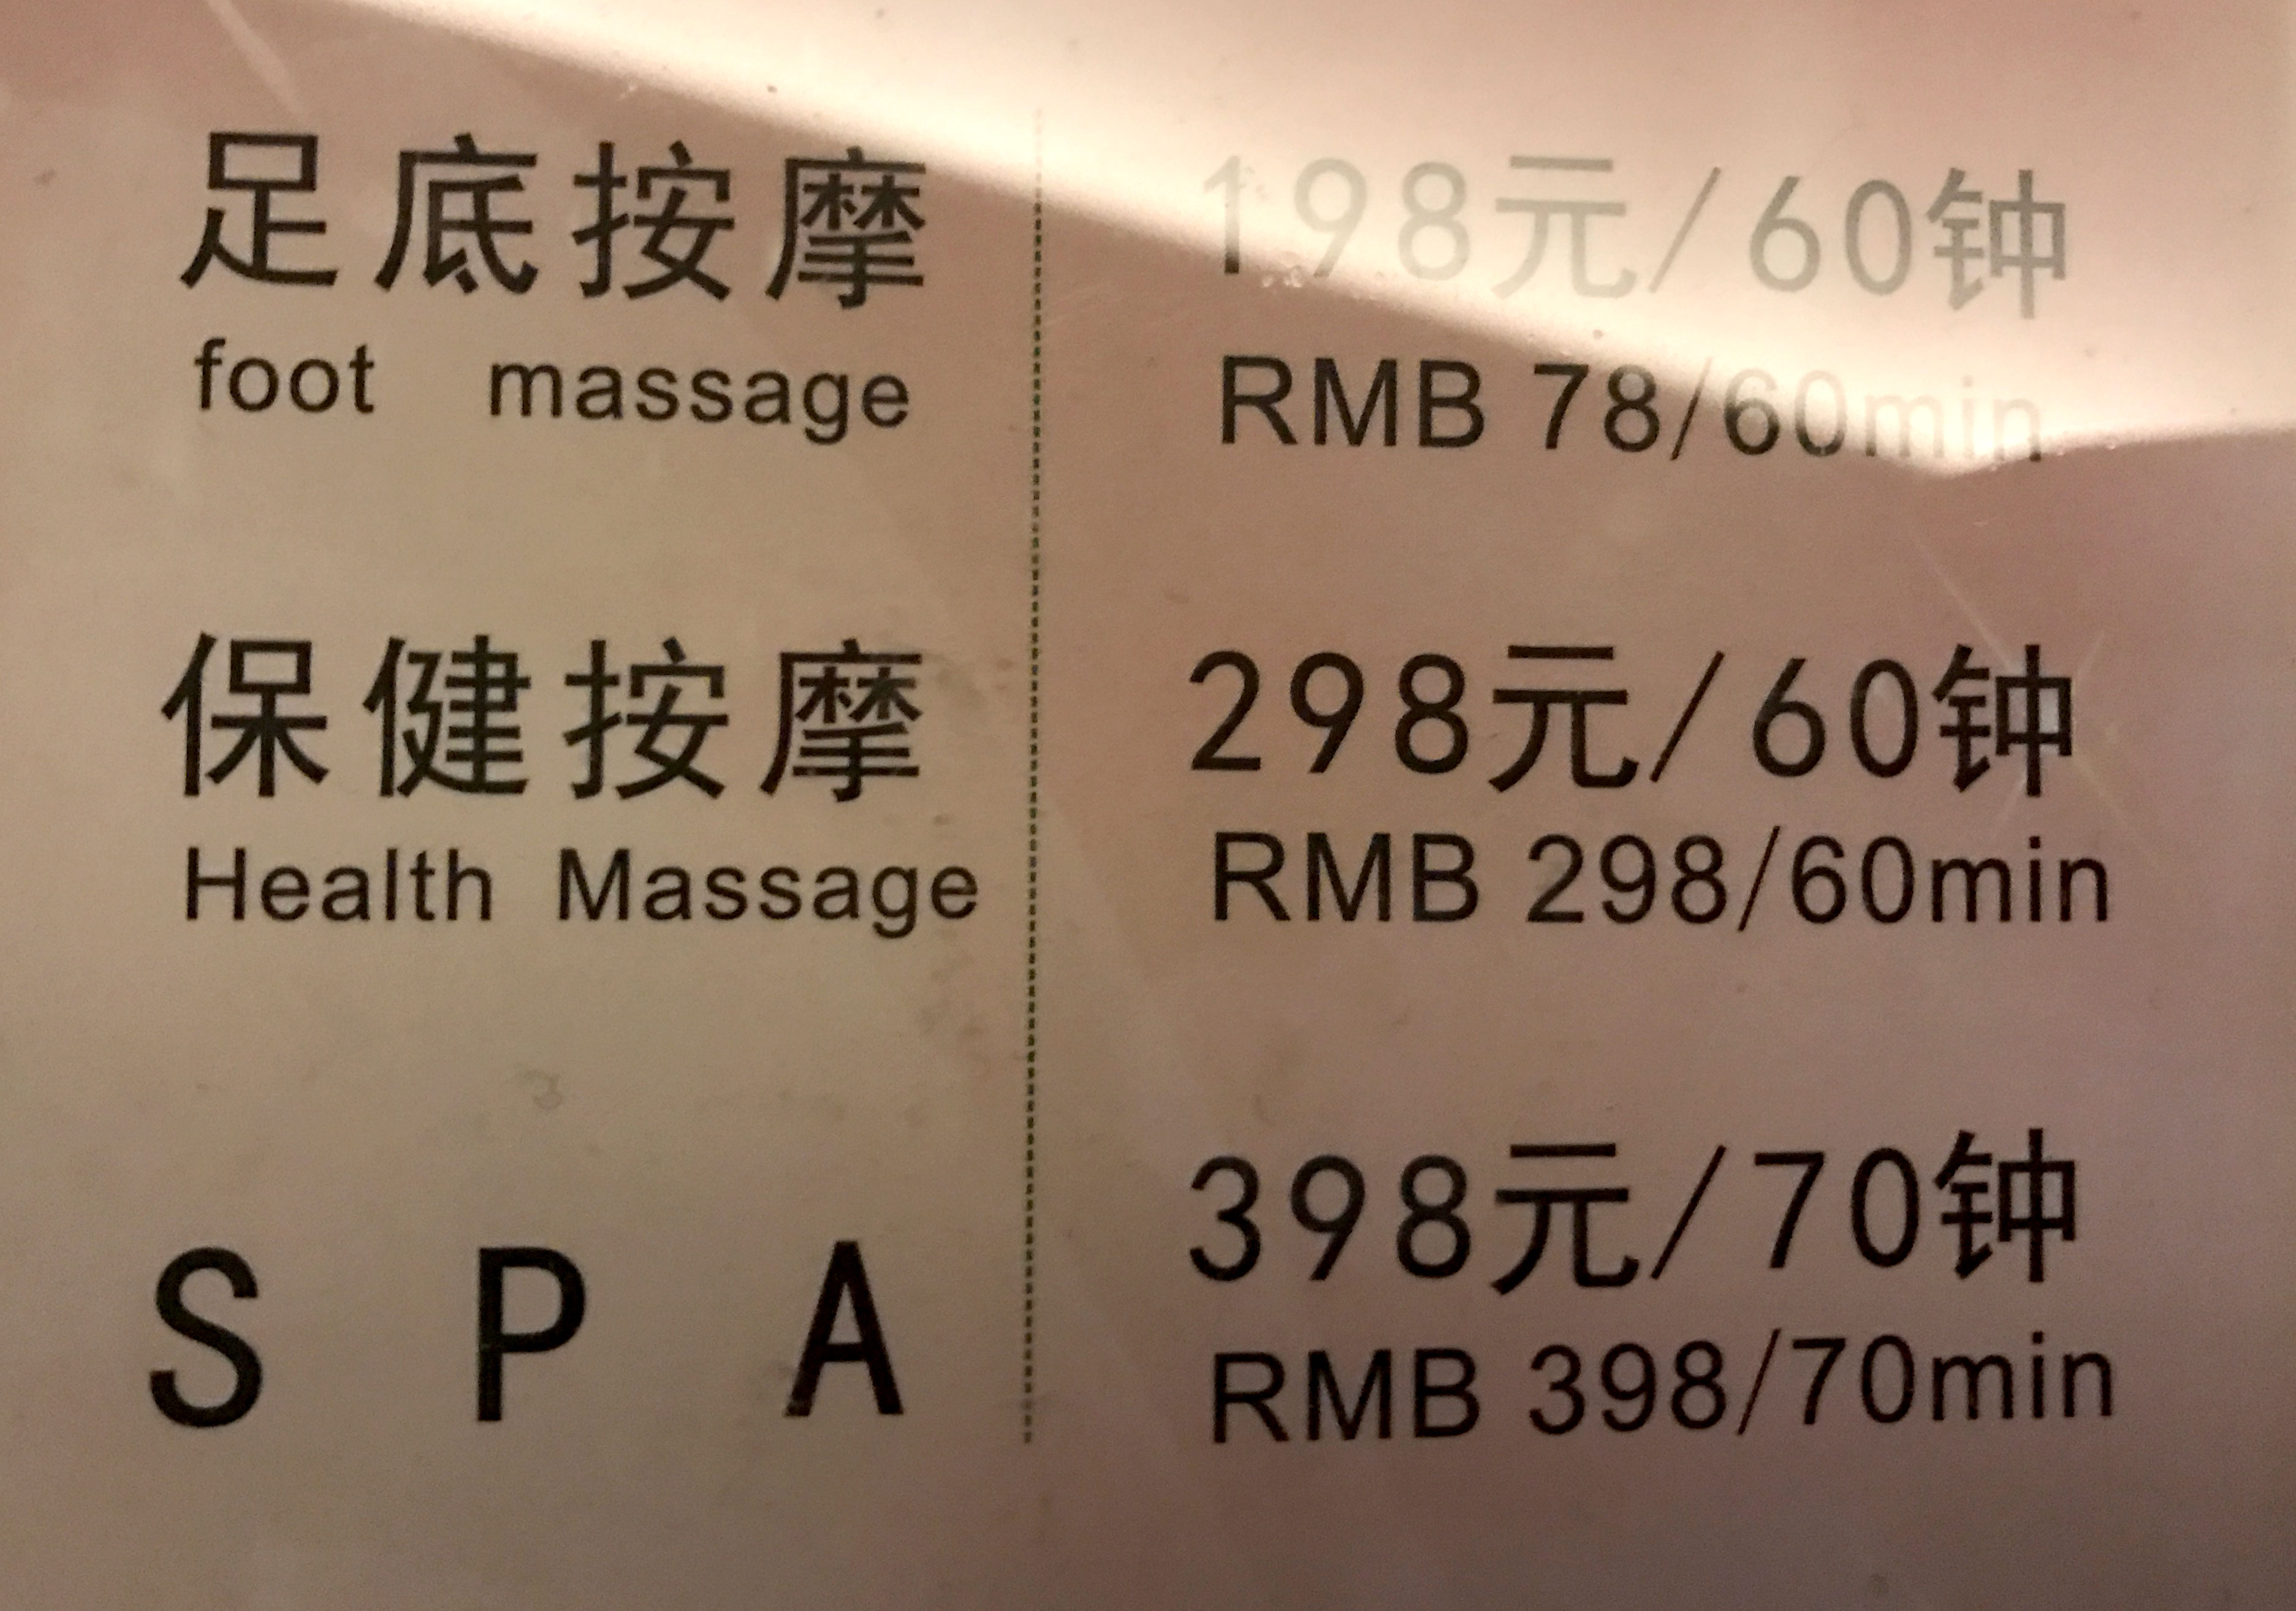 足底按摩
198元/60钟
foot massage
RMB 78/60min
保健按摩
298元/60钟
Health Massage
RMB 298/60min
398元/70钟
SPA
RMB 398/70min